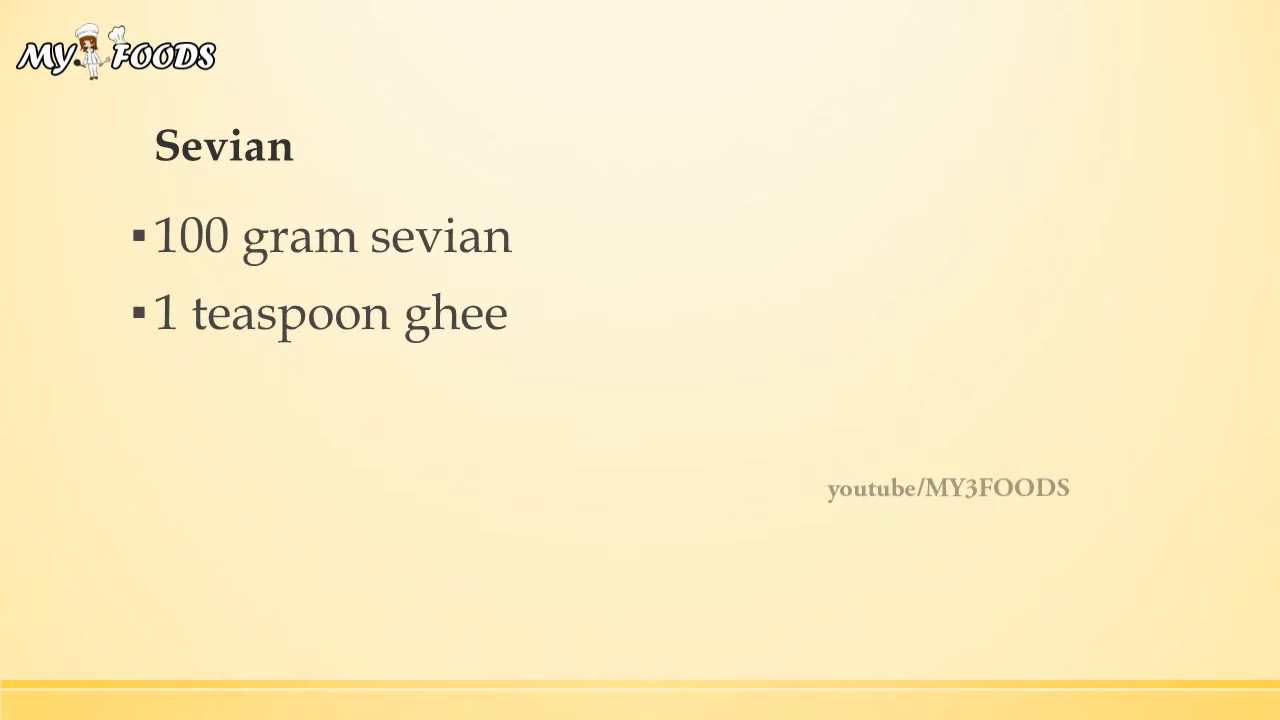 MY FOODS
Sevian
▪100 gram sevian
▪1 teaspoon ghee
youtube/MY3FOODS